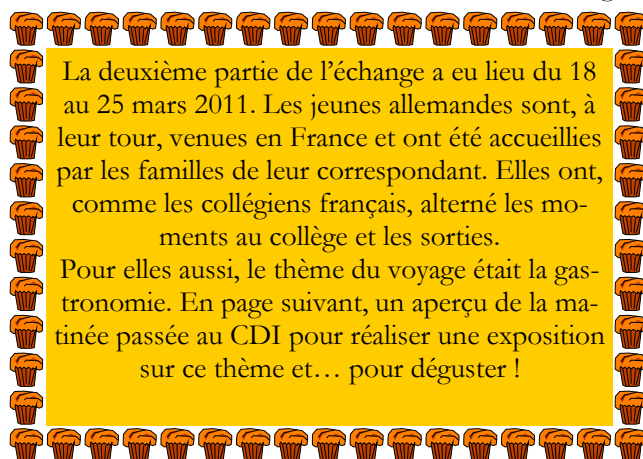 La deuxième partie de l’échange a eu lieu du 18
au 25 mars 2011. Les jeunes allemandes sont, à
leur tour, venues en France et ont été accueillies
par les familles de leur correspondant. Elles ont,
comme les collégiens français, alterné les mo-
ments au collège et les sorties.
Pour elles aussi, le thème du voyage était la gas-
tronomie. En page suivant, un aperçu de la ma-
tinée passée au CDI pour réaliser une exposition
sur ce thème et… pour déguster !